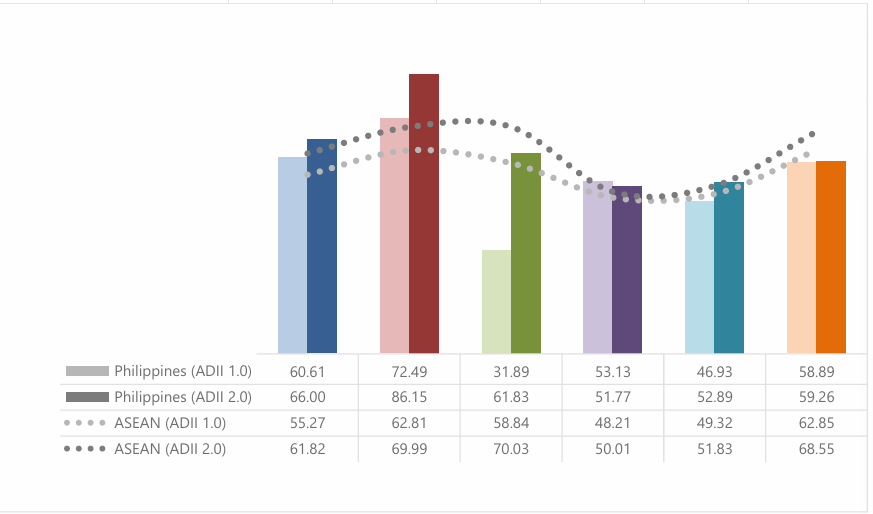 Philippines (ADII 1.0) 60.61 72.49 31.89 53.13 46.93 58.89
Philippines (ADII 2.0) 66.00 86.15 61.83 51.77 52.89 59.26
ASEAN (ADII 1.0) 55.27 62.81 58.84 48.21 49.32 62.85
ASEAN (ADII 2.0) 61.82 69.99 70.03 50.01 51.83 68.55